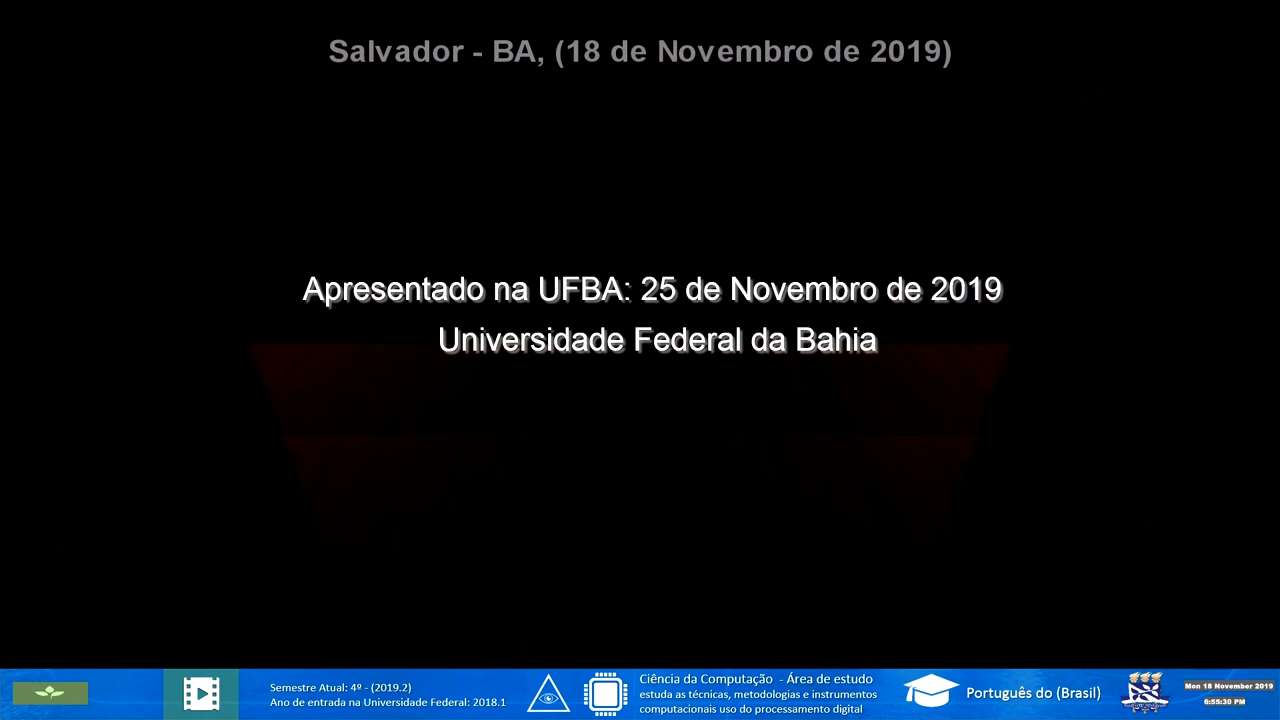 Salvador - BA, (18 de Novembro de 2019)
Apresentado na UFBA: 25 de Novembro de 2019
Universidade Federal da Bahia
Semestre Atual: 4º - (2019.2)
Ano de entrada na Universidade Federal: 2018.1
Ciência da Computação - Área de estudo
estuda as técnicas, metodologias e instrumentos
computacionais uso do processamento digital
Português do (Brasil)
Mon 18 November 2019
6:55:30 PM